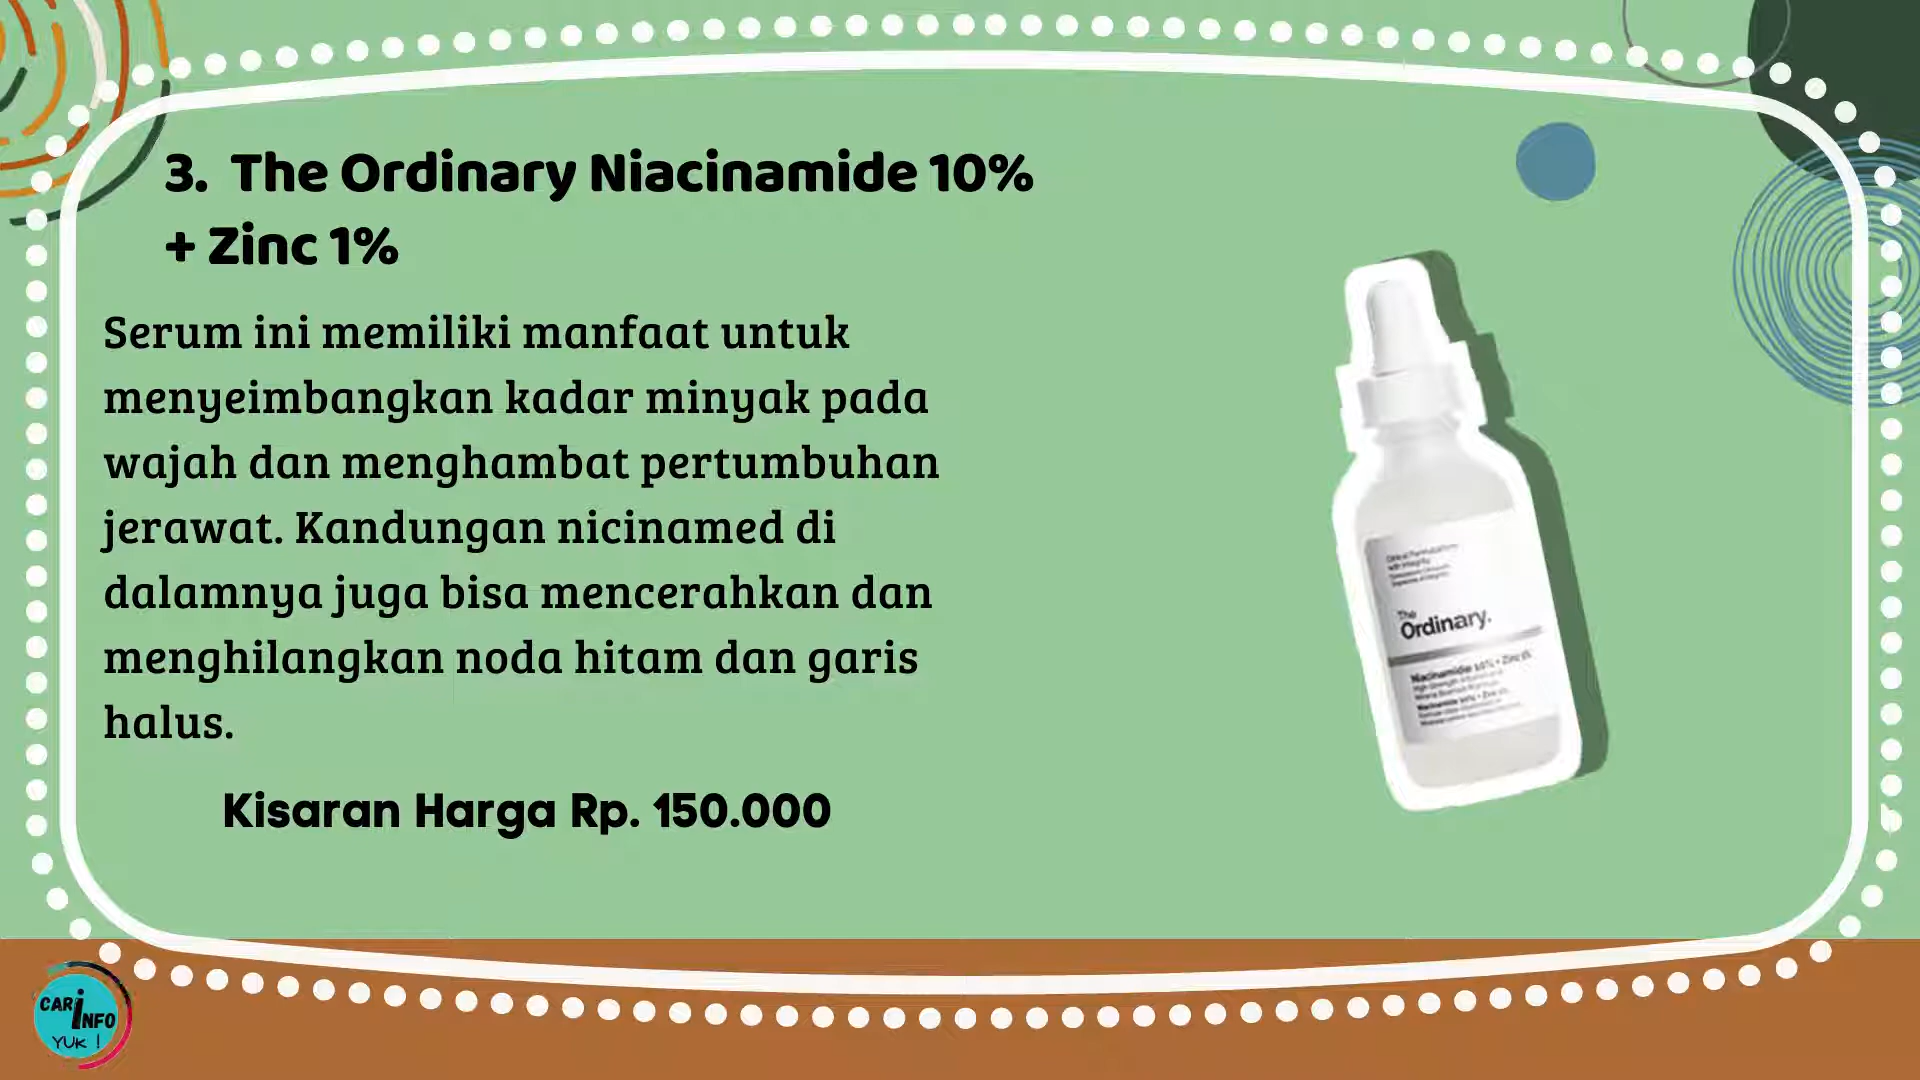 3. The Ordinary Niacinamide 10%
+ Zinc 1%
Serum ini memiliki manfaat untuk
menyeimbangkan kadar minyak pada
wajah dan menghambat pertumbuhan
jerawat. Kandungan nicinamed di
dalamnya juga bisa mencerahkan dan
menghilangkan noda hitam dan garis
halus.
Kisaran Harga Rp. 150.000
The
Ordinary.
Niacinamide 10% + Zinc 1%
CARI INFO
YUK !